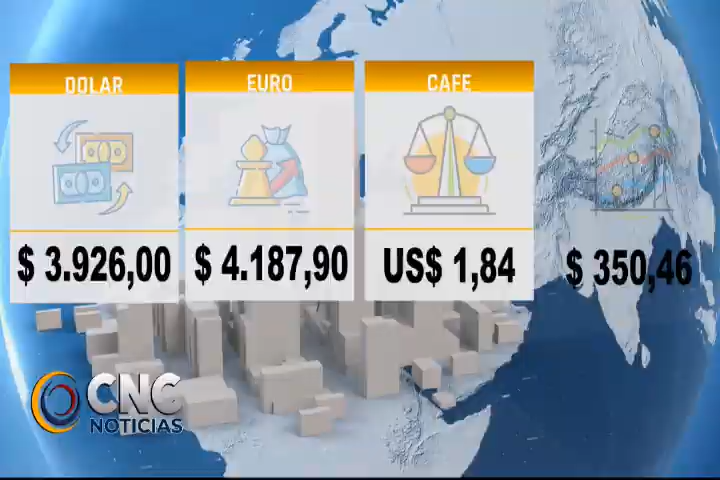 DOLAR
EURO
CAFE
$ 3.926,00
$ 4.187,90
US$ 1,84
$ 350,46
CNC
NOTICIAS